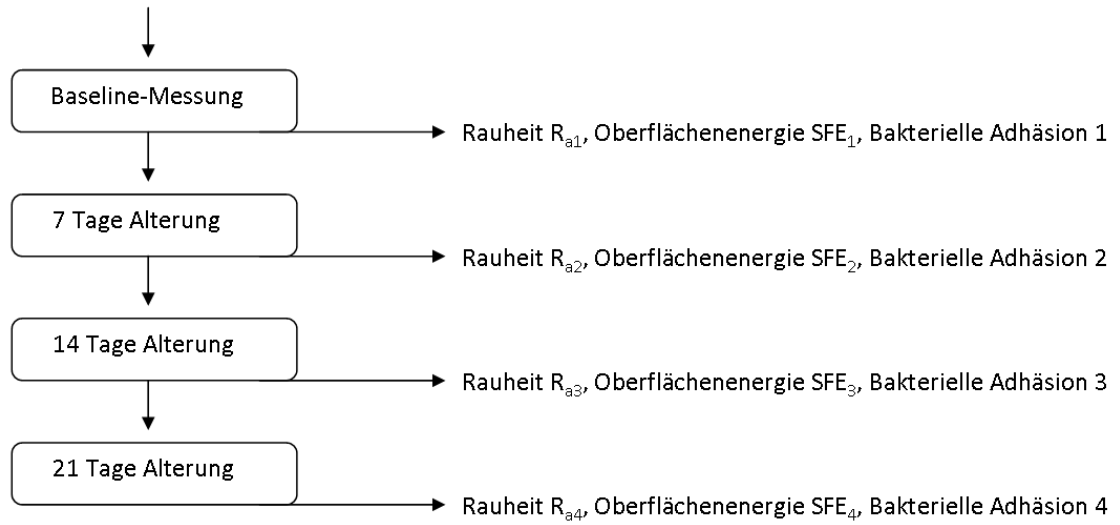 Baseline-Messung
Rauheit Rₐ₁, Oberflächenenergie SFE₁, Bakterielle Adhäsion 1
7 Tage Alterung
Rauheit Rₐ₂, Oberflächenenergie SFE₂, Bakterielle Adhäsion 2
14 Tage Alterung
Rauheit Rₐ₃, Oberflächenenergie SFE₃, Bakterielle Adhäsion 3
21 Tage Alterung
Rauheit Rₐ₄, Oberflächenenergie SFE₄, Bakterielle Adhäsion 4